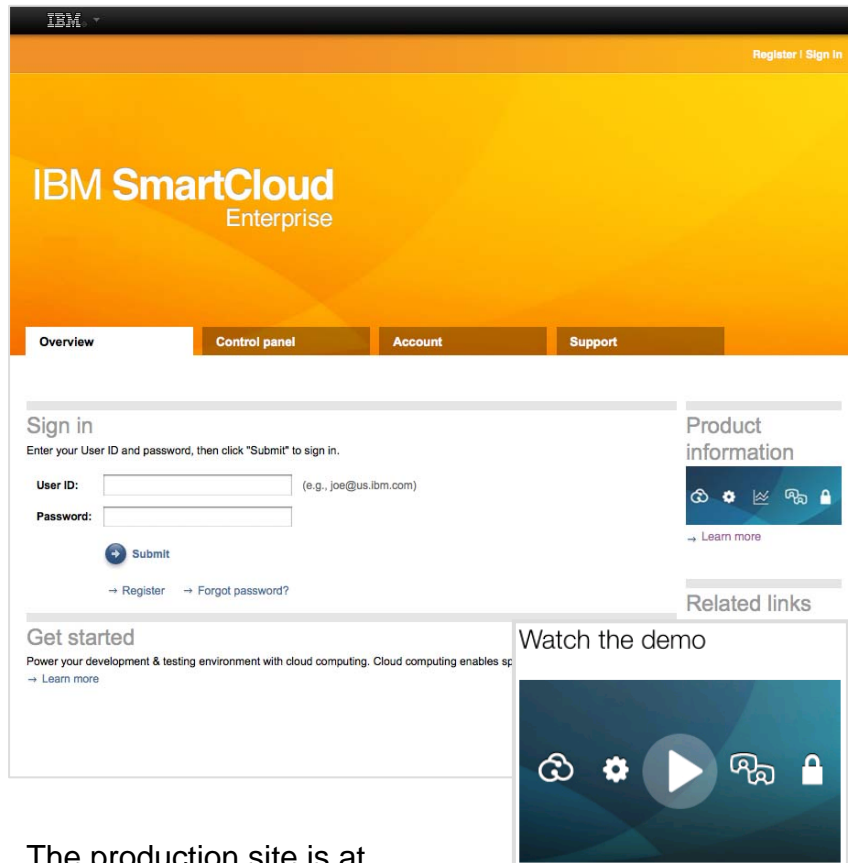 IBM
Register | Sign in
IBM SmartCloud
Enterprise
Overview Control panel Account Support
Sign in
Enter your User ID and password, then click "Submit" to sign in.
User ID: (e.g., joe@us.ibm.com)
Password:
Submit
→ Register → Forgot password?
Get started
Power your development & testing environment with cloud computing. Cloud computing enables
→ Learn more
Product
information
→ Learn more
Related links
Watch the demo
The production site is at